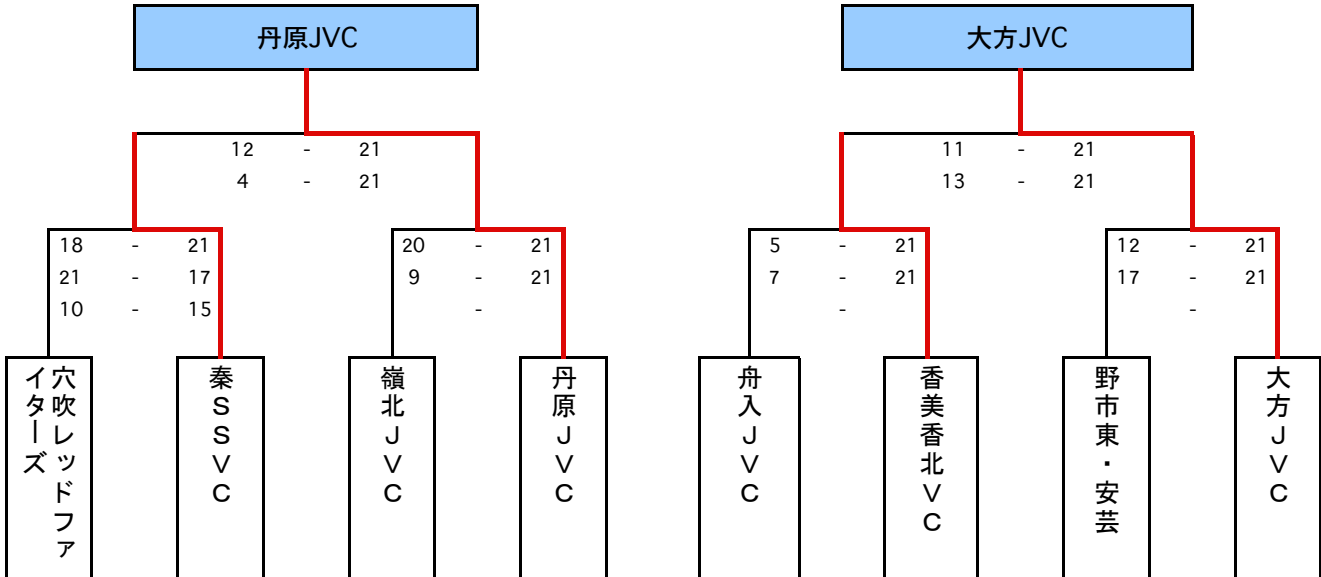 丹原JVC
大方JVC
12 - 21
4 - 21
11 - 21
13 - 21
18 - 21
21 - 17
10 - 15
20 - 21
9 - 21
-
5 - 21
7 - 21
-
12 - 21
17 - 21
-
穴吹レッドファ
イターズ
秦SSVC
嶺北JVC
丹原JVC
舟入JVC
香美香北VC
野市東・安芸
大方JVC